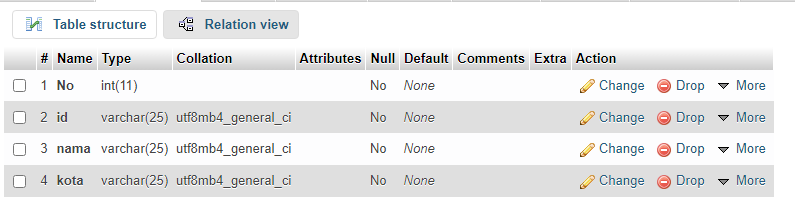 Table structure Relation view
# Name Type Collation Attributes Null Default Comments Extra Action
1 No int(11) No None Change Drop More
2 id varchar(25) utf8mb4_general_ci No None Change Drop More
3 nama varchar(25) utf8mb4_general_ci No None Change Drop More
4 kota varchar(25) utf8mb4_general_ci No None Change Drop More